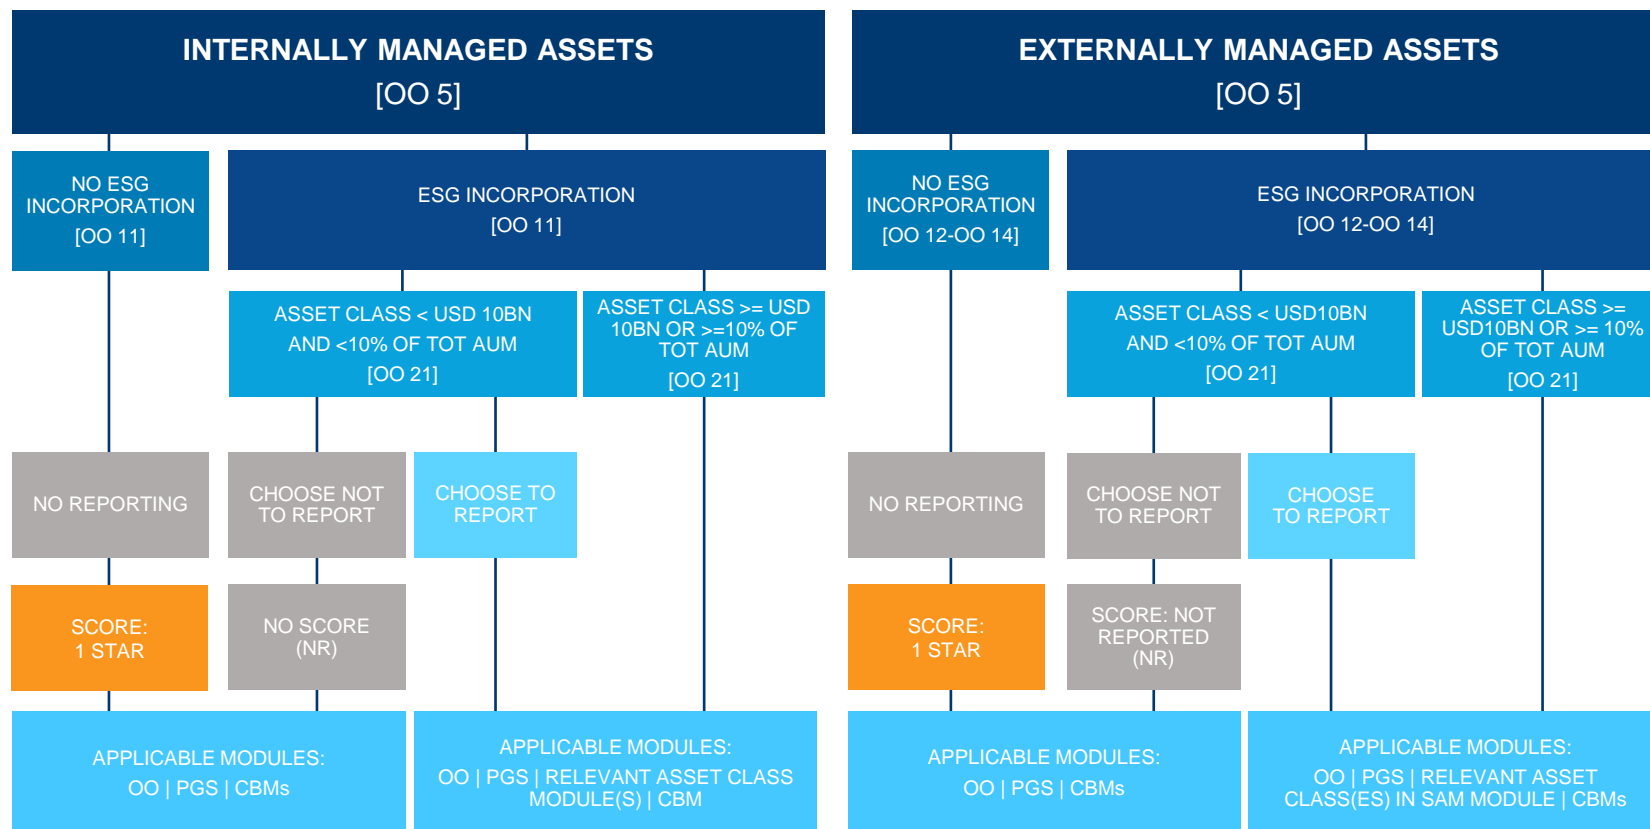 INTERNALLY MANAGED ASSETS
[OO 5]
NO ESG
INCORPORATION
[OO 11]
ESG INCORPORATION
[OO 11]
ASSET CLASS < USD 10BN
AND <10% OF TOT AUM
[OO 21]
ASSET CLASS >= USD
10BN OR >=10% OF
TOT AUM
[OO 21]
NO REPORTING
CHOOSE NOT
TO REPORT
CHOOSE TO
REPORT
SCORE:
1 STAR
NO SCORE
(NR)
APPLICABLE MODULES:
OO | PGS | CBMs
APPLICABLE MODULES:
OO | PGS | RELEVANT ASSET CLASS
MODULE(S) | CBM
EXTERNALLY MANAGED ASSETS
[OO 5]
NO ESG
INCORPORATION
[OO 12-OO 14]
ESG INCORPORATION
[OO 12-OO 14]
ASSET CLASS < USD10BN
AND <10% OF TOT AUM
[OO 21]
ASSET CLASS >=
USD10BN OR >= 10%
OF TOT AUM
[OO 21]
NO REPORTING
CHOOSE NOT
TO REPORT
CHOOSE
TO REPORT
SCORE:
1 STAR
SCORE: NOT
REPORTED
(NR)
APPLICABLE MODULES:
OO | PGS | CBMs
APPLICABLE MODULES:
OO | PGS | RELEVANT ASSET
CLASS(ES) IN SAM MODULE | CBMs